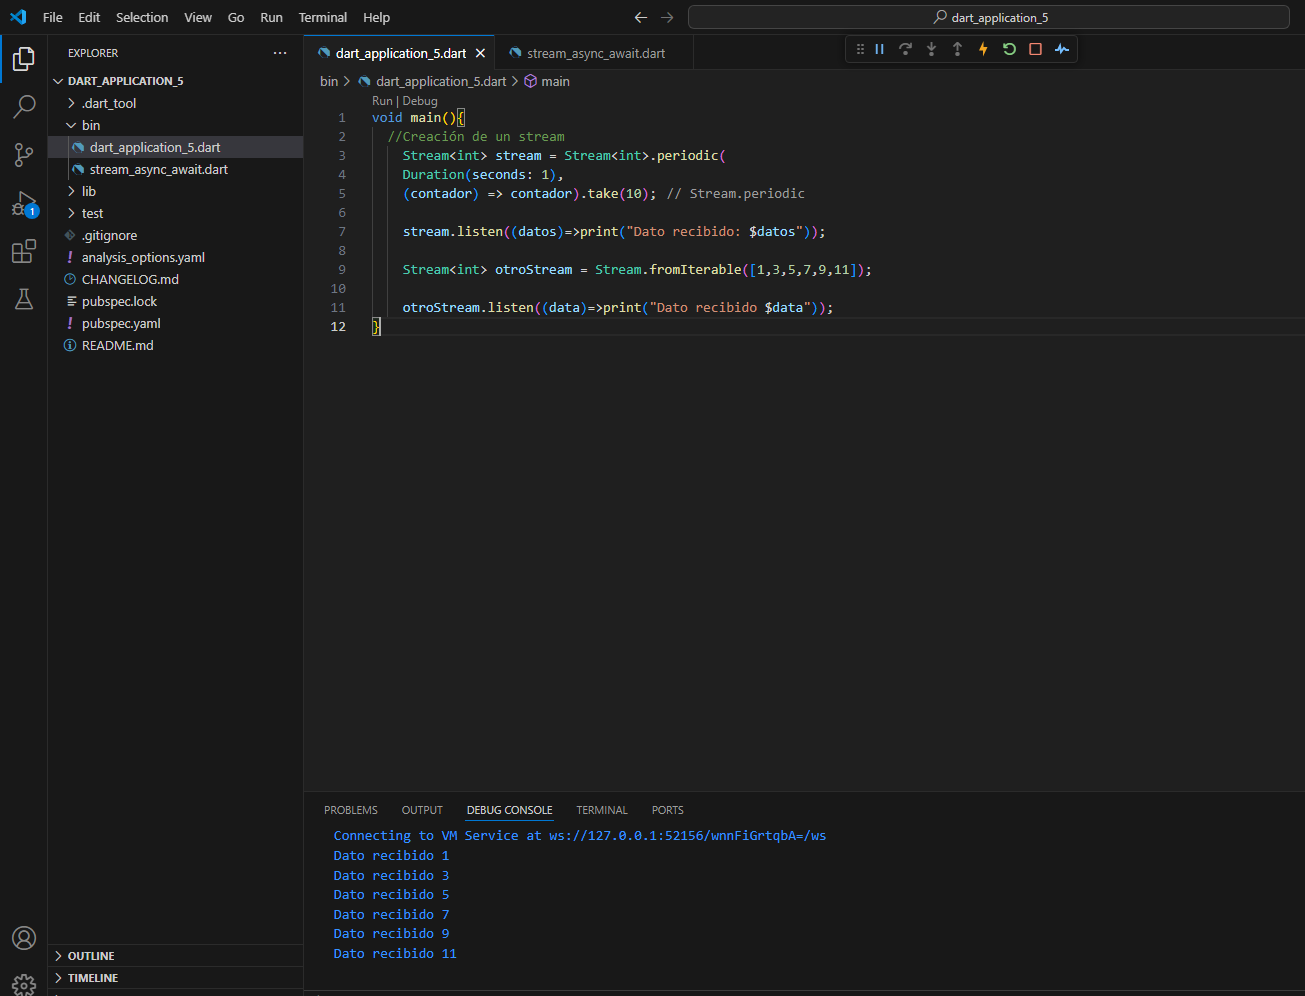 File Edit Selection View Go Run Terminal Help
dart_application_5
EXPLORER
DART_APPLICATION_5
.dart_tool
bin
dart_application_5.dart
stream_async_await.dart
lib
test
.gitignore
! analysis_options.yaml
CHANGELOG.md
pubspec.lock
! pubspec.yaml
README.md
OUTLINE
TIMELINE
1
dart_application_5.dart
stream_async_await.dart
bin > dart_application_5.dart > main
Run | Debug
1 void main(){
2 //Creación de un stream
3 Stream<int> stream = Stream<int>.periodic(
4 Duration(seconds: 1),
5 (contador) => contador).take(10); // Stream.periodic
6
7 stream.listen((datos)=>print("Dato recibido: $datos"));
8
9 Stream<int> otroStream = Stream.fromIterable([1,3,5,7,9,11]);
10
11 otroStream.listen((data)=>print("Dato recibido $data"));
12 }
PROBLEMS OUTPUT DEBUG CONSOLE TERMINAL PORTS
Connecting to VM Service at ws://127.0.0.1:52156/wnnFiGrtqbA=/ws
Dato recibido 1
Dato recibido 3
Dato recibido 5
Dato recibido 7
Dato recibido 9
Dato recibido 11